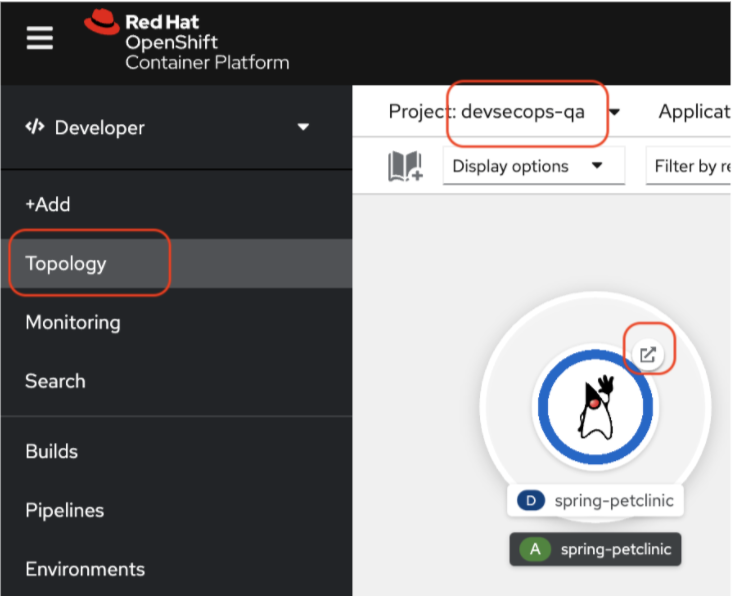 Red Hat
OpenShift
Container Platform
</> Developer
+Add
Topology
Monitoring
Search
Builds
Pipelines
Environments
Project: devsecops-qa Applicat
Display options Filter by re
D spring-petclinic
A spring-petclinic